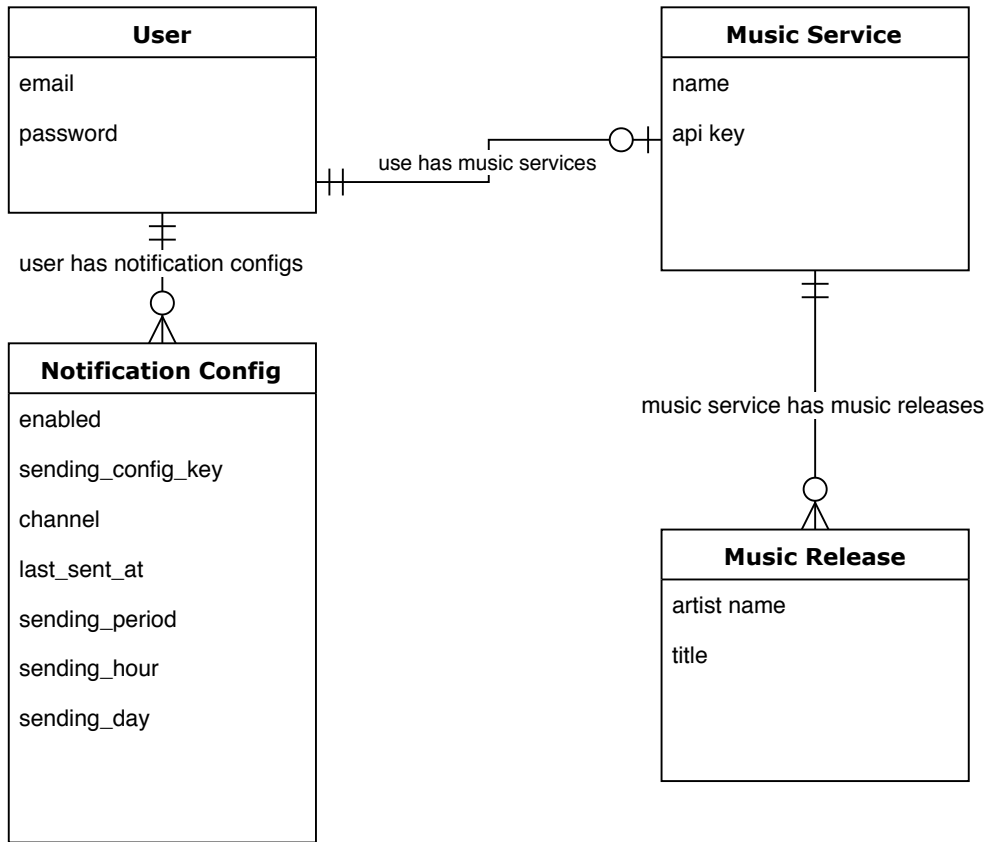 User
email
password
Music Service
name
api key
use has music services
user has notification configs
Notification Config
enabled
sending_config_key
channel
last_sent_at
sending_period
sending_hour
sending_day
music service has music releases
Music Release
artist name
title